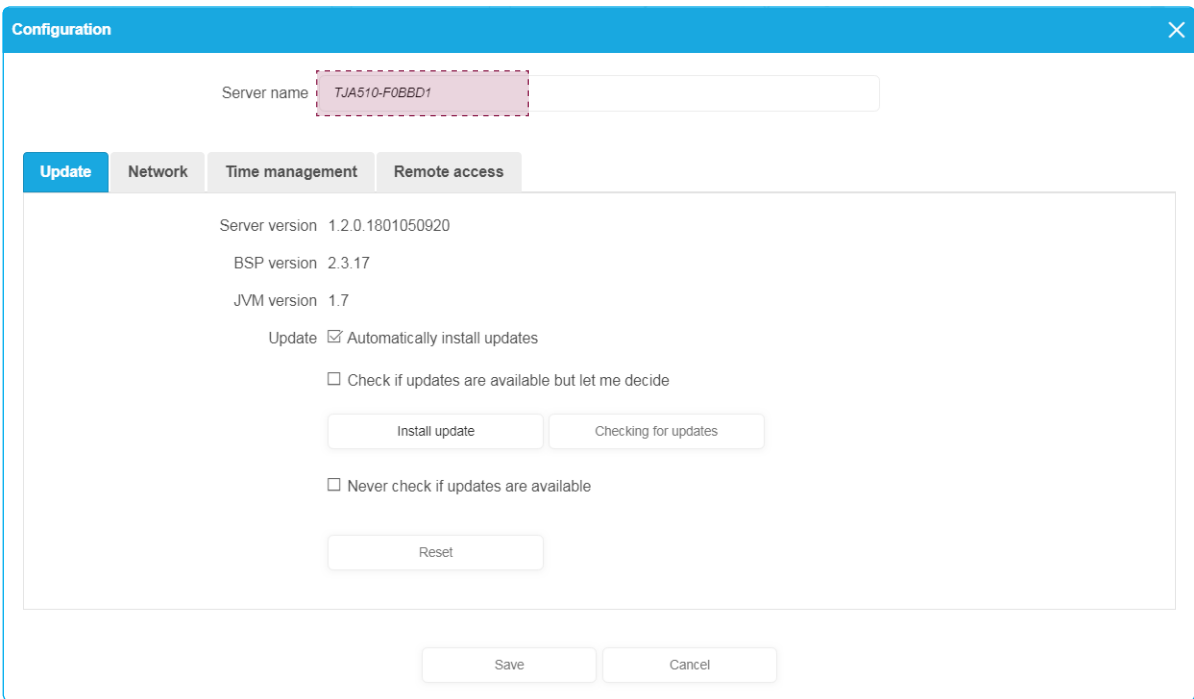 Configuration
Server name TJA510-F0BBD1
Update Network Time management Remote access
Server version 1.2.0.1801050920
BSP version 2.3.17
JVM version 1.7
Update Automatically install updates
Check if updates are available but let me decide
Install update Checking for updates
Never check if updates are available
Reset
Save Cancel